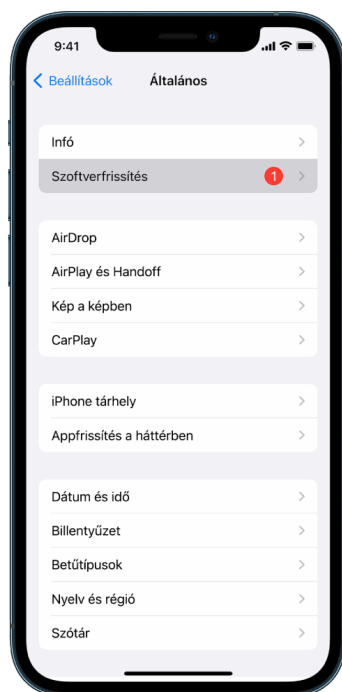 9:41
Beállítások Általános
Infó
Szoftverfrissítés 1
AirDrop
AirPlay és Handoff
Kép a képben
CarPlay
iPhone tárhely
Appfrissítés a háttérben
Dátum és idő
Billentyűzet
Betűtípusok
Nyelv és régió
Szótár